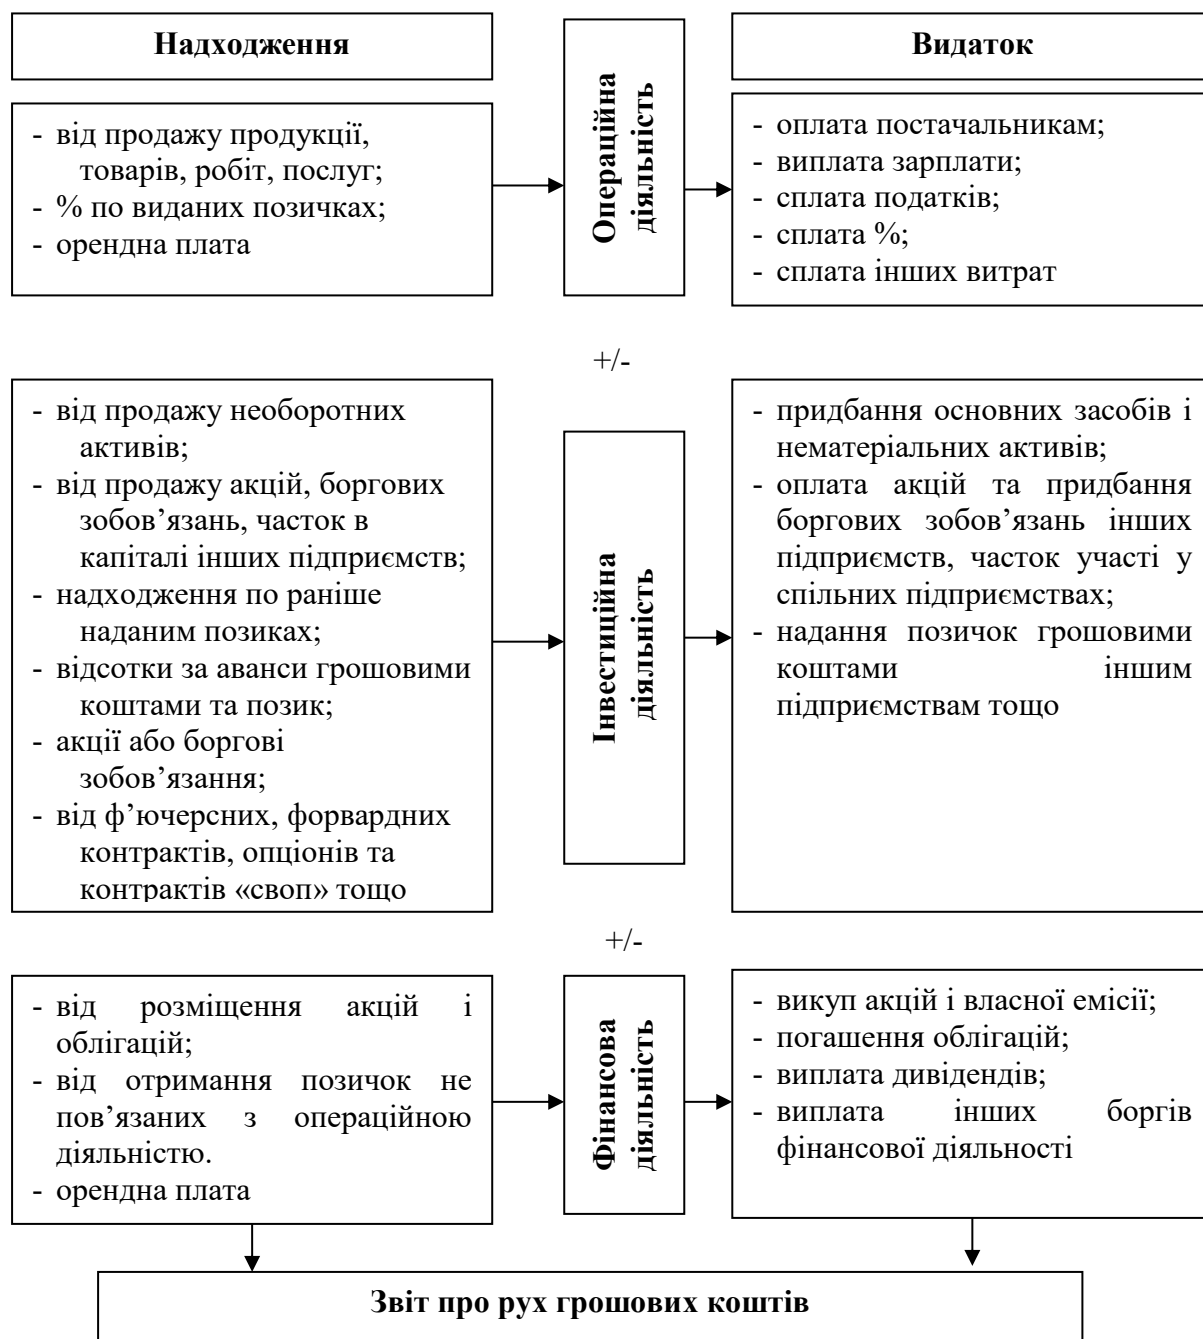 Надходження
Операційна
діяльність
Видаток
- від продажу продукції,
товарів, робіт, послуг;
- % по виданих позичках;
- орендна плата
- оплата постачальникам;
- виплата зарплати;
- сплата податків;
- сплата %;
- сплата інших витрат
+/-
- від продажу необоротних
активів;
- від продажу акцій, боргових
зобов’язань, часток в
капіталі інших підприємств;
- надходження по раніше
наданим позиках;
- відсотки за аванси грошовими
коштами та позик;
- акції або боргові
зобов’язання;
- від ф’ючерсних, форвардних
контрактів, опціонів та
контрактів «своп» тощо
Інвестиційна
діяльність
- придбання основних засобів і
нематеріальних активів;
- оплата акцій та придбання
боргових зобов’язань інших
підприємств, часток участі у
спільних підприємствах;
- надання позичок грошовими
коштами іншим
підприємствам тощо
+/-
- від розміщення акцій і
облігацій;
- від отримання позичок не
пов’язаних з операційною
діяльністю.
- орендна плата
Фінансова
діяльність
- викуп акцій і власної емісії;
- погашення облігацій;
- виплата дивідендів;
- виплата інших боргів
фінансової діяльності
Звіт про рух грошових коштів